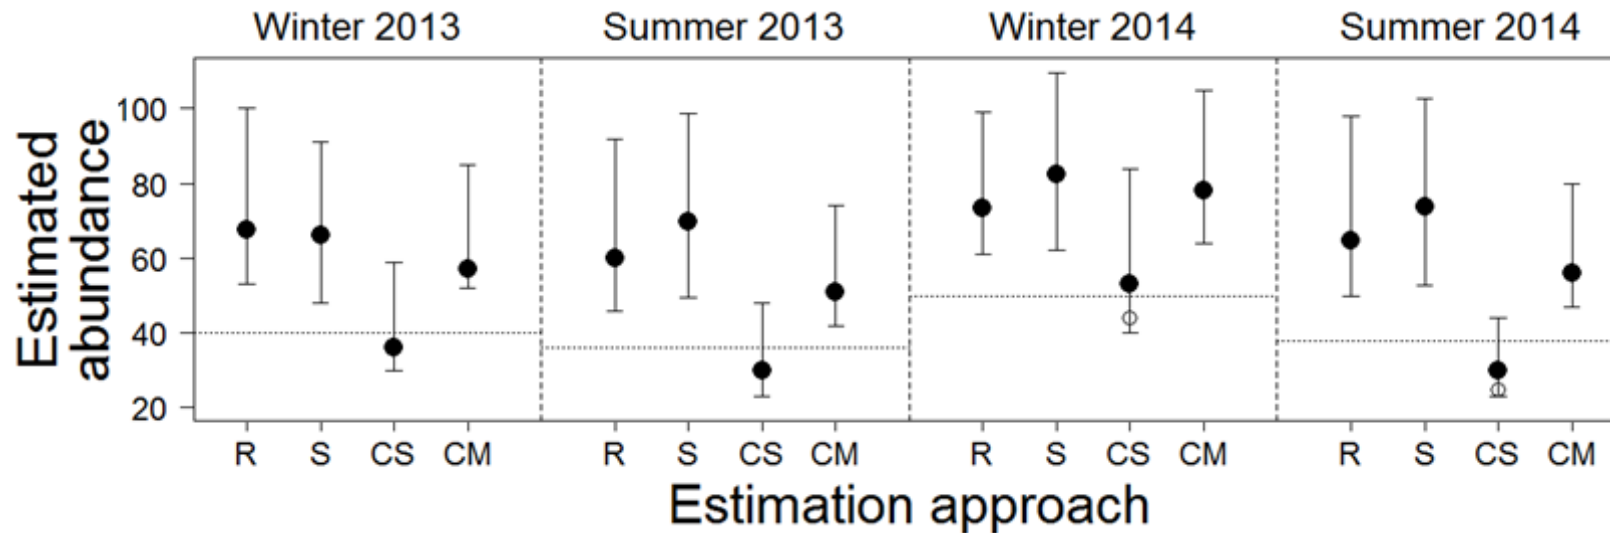 Winter 2013 Summer 2013 Winter 2014 Summer 2014
Estimated
abundance
100
80
60
40
20
R S CS CM R S CS CM R S CS CM R S CS CM
Estimation approach